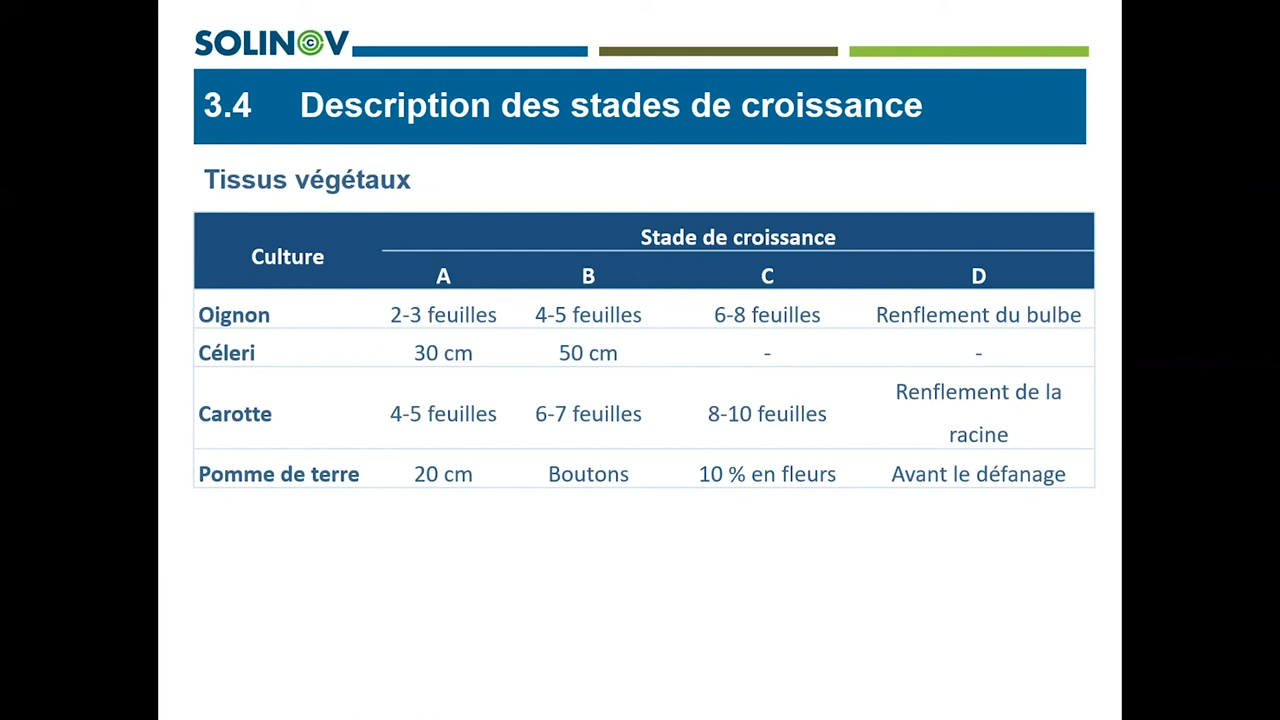 SOLINOV
3.4 Description des stades de croissance
Tissus végétaux
Culture
Stade de croissance
A B C D
Oignon 2-3 feuilles 4-5 feuilles 6-8 feuilles Renflement du bulbe
Céleri 30 cm 50 cm - -
Carotte 4-5 feuilles 6-7 feuilles 8-10 feuilles Renflement de la
racine
Pomme de terre 20 cm Boutons 10 % en fleurs Avant le défanage